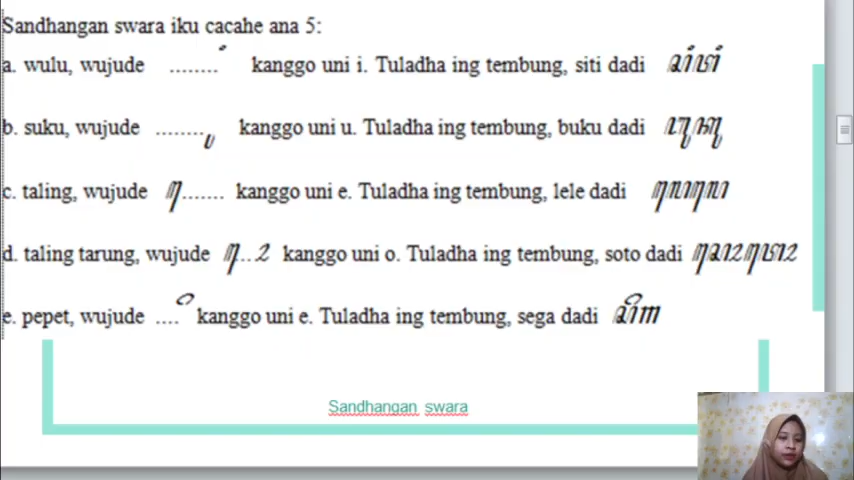 Sandhangan swara iku cacahe ana 5:
a. wulu, wujude ........ꦶ kanggo uni i. Tuladha ing tembung, siti dadi ꦱꦶꦠꦶ
b. suku, wujude ........ꦸ kanggo uni u. Tuladha ing tembung, buku dadi ꦧꦸꦏꦸ
c. taling, wujude ꦺ....... kanggo uni e. Tuladha ing tembung, lele dadi ꦭꦺꦭꦺ
d. taling tarung, wujude ꦺ..ꦴ kanggo uni o. Tuladha ing tembung, soto dadi ꦱꦺꦴꦠꦺꦴ
e. pepet, wujude ....ꦼ kanggo uni e. Tuladha ing tembung, sega dadi ꦱꦼꦒ
Sandhangan swara